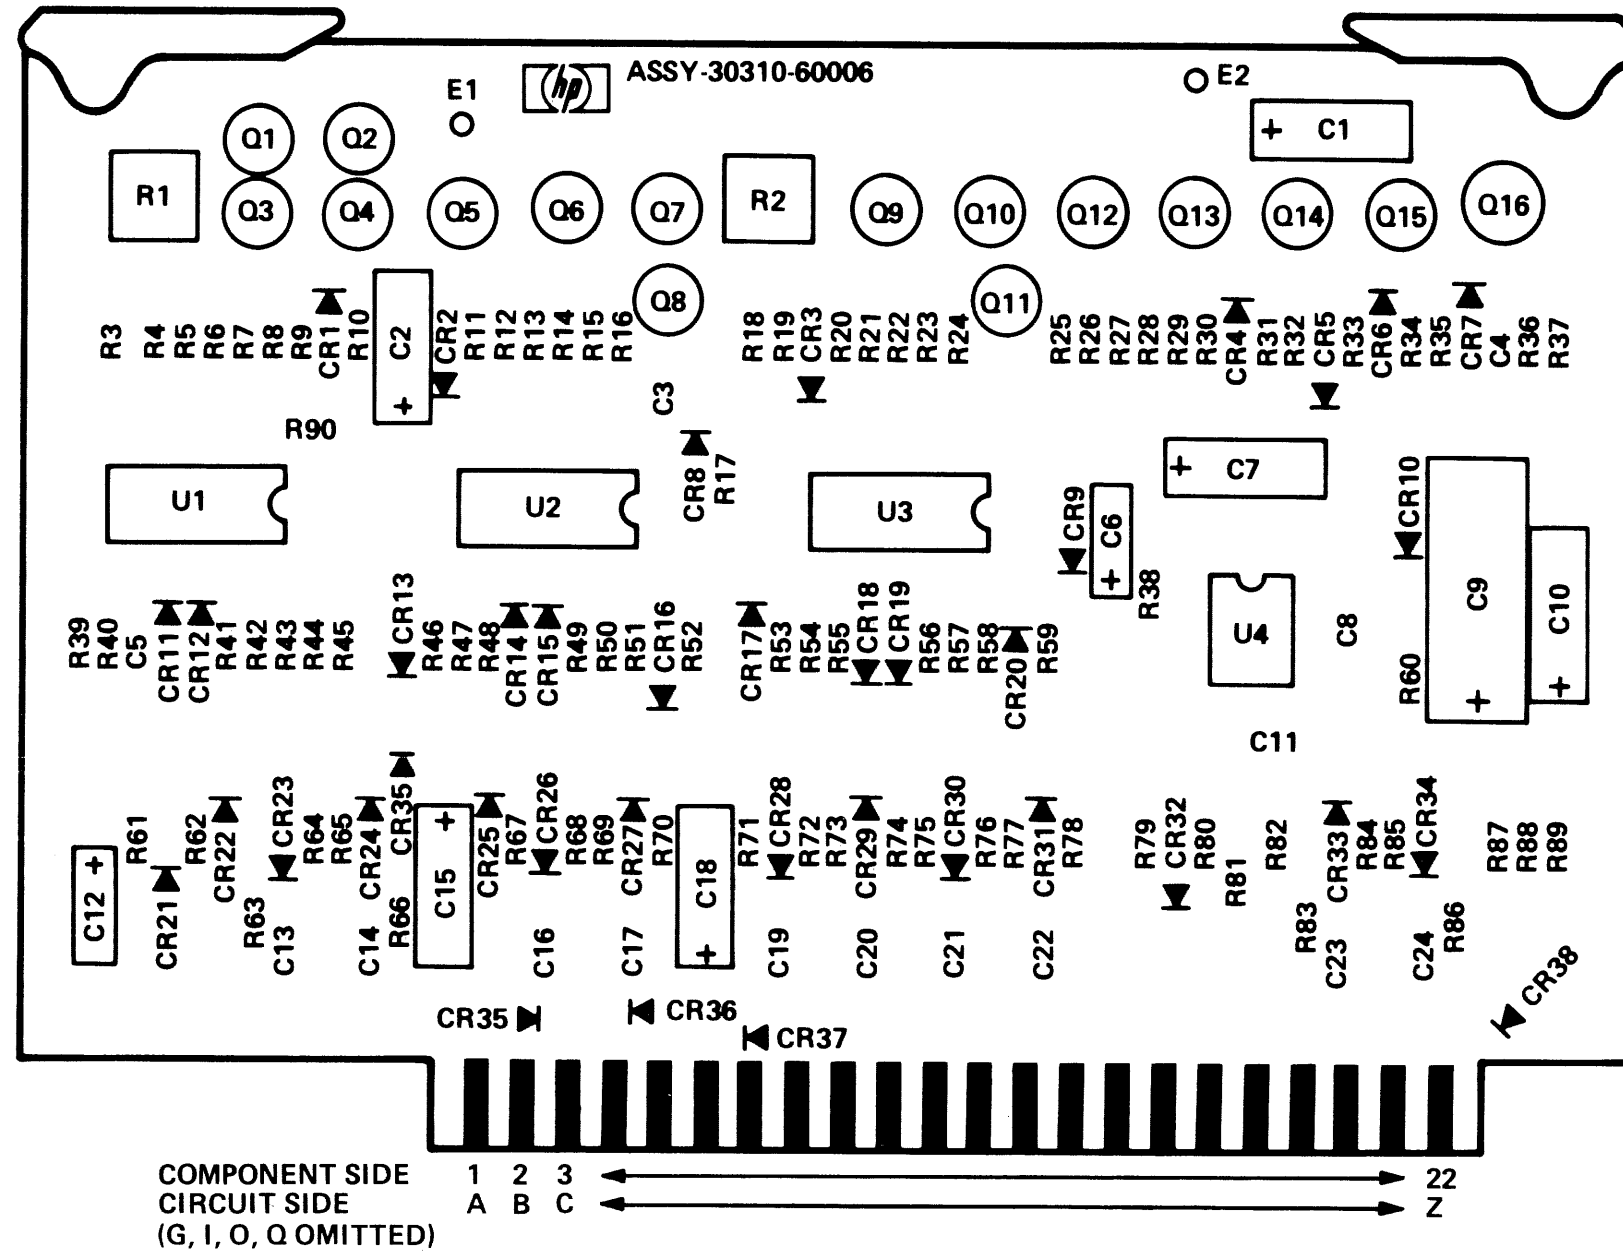 hp ASSY-30310-60006
E1 E2
+ C1
Q1 Q2
R1 Q3 Q4 Q5 Q6 Q7 R2 Q9 Q10 Q12 Q13 Q14 Q15 Q16
Q8 Q11
R3 R4 R5 R6 R7 R8 R9 CR1 R10 C2 + CR2 R11 R12 R13 R14 R15 R16 R18 R19 CR3 R20 R21 R22 R23 R24 R25 R26 R27 R28 R29 R30 CR4 R31 R32 CR5 R33 CR6 R34 R35 CR7 C4 R36 R37
C3
R90
CR8 R17
+ C7
U1 U2 U3 CR9 C6 + R38 CR10
C9 + C10 +
R39 R40 C5 CR11 CR12 R41 R42 R43 R44 R45 CR13 R46 R47 R48 CR14 CR15 R49 R50 R51 CR16 R52 CR17 R53 R54 R55 CR18 CR19 R56 R57 R58 CR20 R59 U4 C8 R60
C11
R61 R62 CR22 CR23 R64 R65 CR24 CR35 + C15 CR25 R67 CR26 R68 R69 CR27 R70 C18 + R71 CR28 R72 R73 CR29 R74 R75 CR30 R76 R77 CR31 R78 R79 CR32 R80 R81 R82 CR33 R84 R85 CR34 R87 R88 R89
C12 + CR21 R63 C13 C14 R66 C16 C17 C19 C20 C21 C22 R83 C23 C24 R86
CR35 CR36 CR37 CR38
COMPONENT SIDE 1 2 3 22
CIRCUIT SIDE A B C Z
(G, I, O, Q OMITTED)